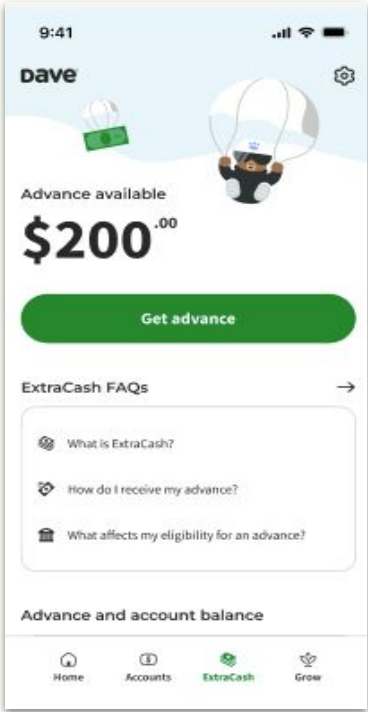 9:41
Dave
Advance available
$200.00
Get advance
ExtraCash FAQs
What is ExtraCash?
How do I receive my advance?
What affects my eligibility for an advance?
Advance and account balance
Home Accounts ExtraCash Grow